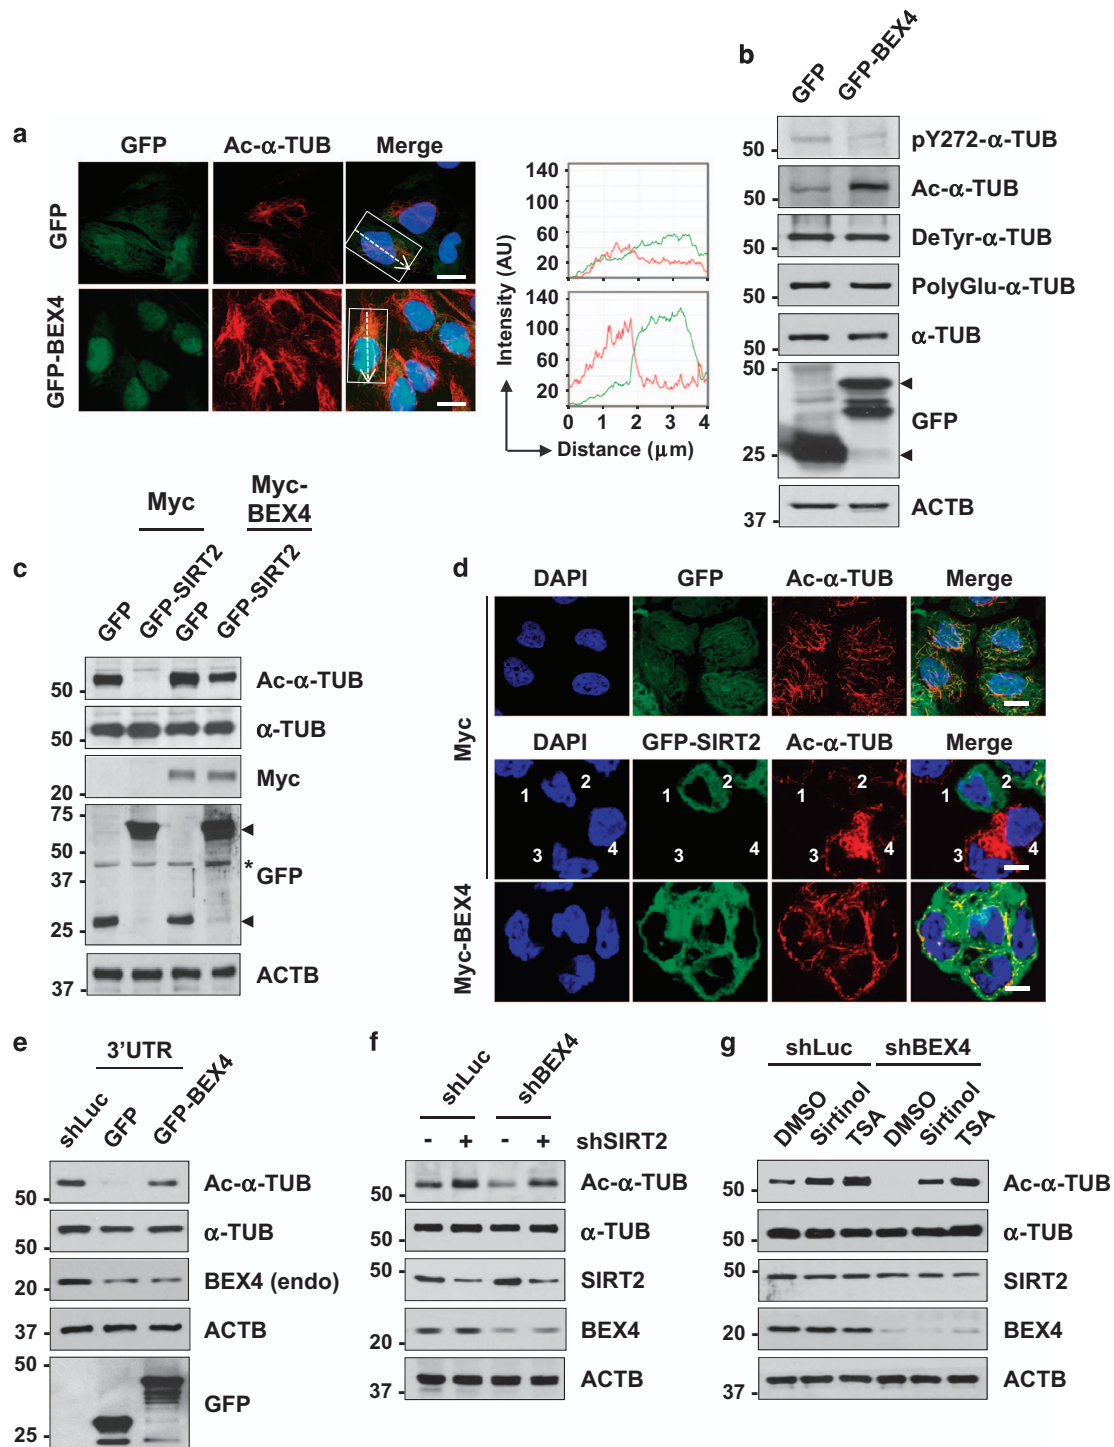 a
GFP Ac-α-TUB Merge
GFP
GFP-BEX4
140
100
60
20
140
100
60
20
0 1 2 3 4
Intensity (AU)
Distance (μm)
b
GFP GFP-BEX4
50 pY272-α-TUB
50 Ac-α-TUB
50 DeTyr-α-TUB
50 PolyGlu-α-TUB
50 α-TUB
50
25
GFP
37 ACTB
c
Myc Myc-BEX4
GFP GFP-SIRT2 GFP GFP-SIRT2
50 Ac-α-TUB
50 α-TUB
20 Myc
75
50
37
25
* GFP
37 ACTB
d
DAPI GFP Ac-α-TUB Merge
Myc
DAPI GFP-SIRT2 Ac-α-TUB Merge
1 2 3 4
1 2 3 4
1 2 3 4
1 2 3 4
Myc-BEX4
e
3'UTR
shLuc GFP GFP-BEX4
50 Ac-α-TUB
50 α-TUB
20 BEX4 (endo)
37 ACTB
50
25
GFP
f
shLuc shBEX4
- + - + shSIRT2
50 Ac-α-TUB
50 α-TUB
50 SIRT2
20 BEX4
37 ACTB
g
shLuc shBEX4
DMSO Sirtinol TSA DMSO Sirtinol TSA
50 Ac-α-TUB
50 α-TUB
50 SIRT2
20 BEX4
37 ACTB